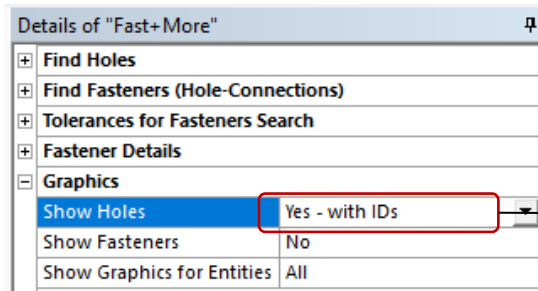 Details of "Fast+More"
Find Holes
Find Fasteners (Hole-Connections)
Tolerances for Fasteners Search
Fastener Details
Graphics
Show Holes Yes - with IDs
Show Fasteners No
Show Graphics for Entities All